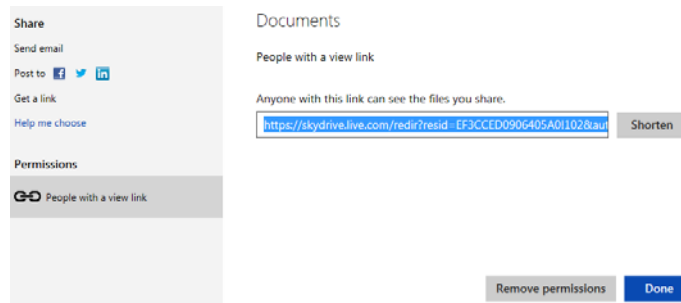 Share
Send email
Post to
Get a link
Help me choose
Permissions
People with a view link
Documents
People with a view link
Anyone with this link can see the files you share.
https://skydrive.live.com/redir?resid=EF3CCED0906405A0!102&aut
Shorten
Remove permissions
Done